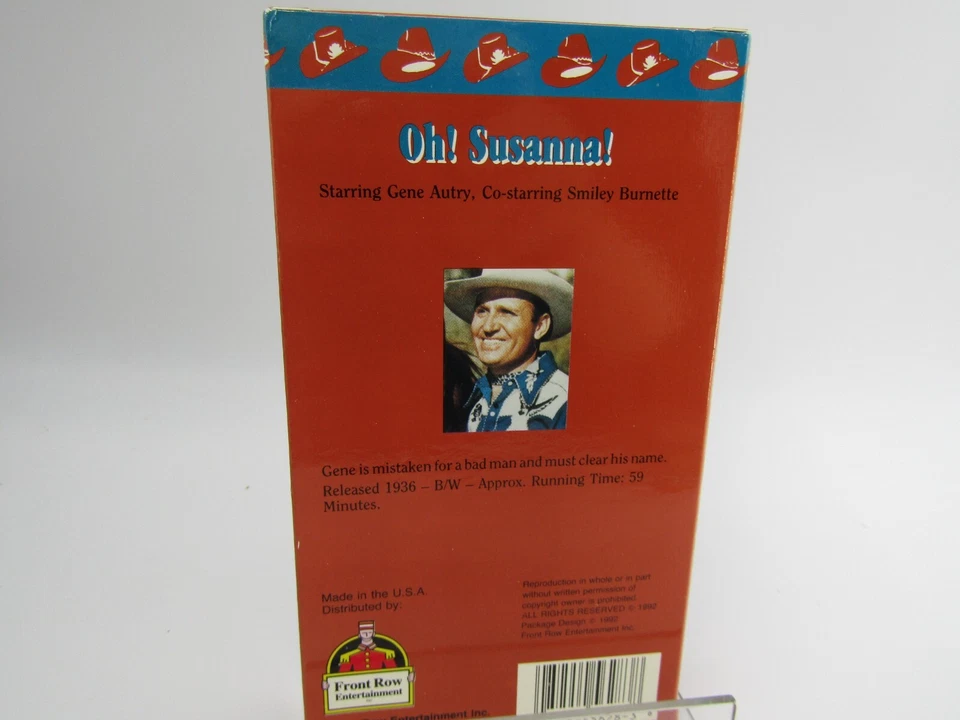 Oh! Susanna!
Starring Gene Autry, Co-starring Smiley Burnette
Gene is mistaken for a bad man and must clear his name.
Released 1936 – B/W – Approx. Running Time: 59
Minutes.
Made in the U.S.A.
Distributed by:
Front Row
Entertainment
Entertainment Inc.
Reproduction in whole or in part
without written permission of
copyright owner is prohibited.
ALL RIGHTS RESERVED © 1992
Package Design © 1992
Front Row Entertainment Inc.